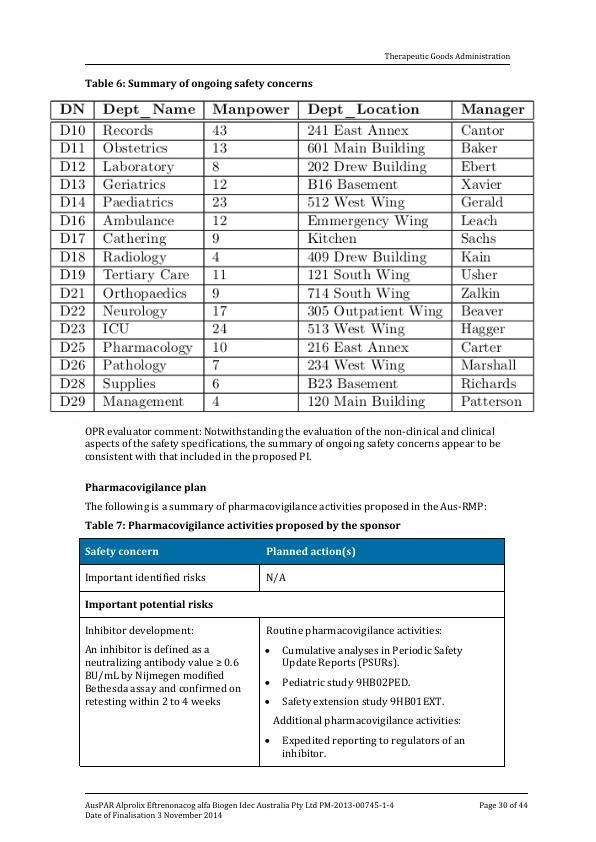 Therapeutic Goods Administration
Table 6: Summary of ongoing safety concerns
DN Dept_Name Manpower Dept_Location Manager
D10 Records 43 241 East Annex Cantor
D11 Obstetrics 13 601 Main Building Baker
D12 Laboratory 8 202 Drew Building Ebert
D13 Geriatrics 12 B16 Basement Xavier
D14 Paediatrics 23 512 West Wing Gerald
D16 Ambulance 12 Emmergency Wing Leach
D17 Cathering 9 Kitchen Sachs
D18 Radiology 4 409 Drew Building Kain
D19 Tertiary Care 11 121 South Wing Usher
D21 Orthopaedics 9 714 South Wing Zalkin
D22 Neurology 17 305 Outpatient Wing Beaver
D23 ICU 24 513 West Wing Hagger
D25 Pharmacology 10 216 East Annex Carter
D26 Pathology 7 234 West Wing Marshall
D28 Supplies 6 B23 Basement Richards
D29 Management 4 120 Main Building Patterson
OPR evaluator comment: Notwithstanding the evaluation of the non-clinical and clinical
aspects of the safety specifications, the summary of ongoing safety concerns appear to be
consistent with that included in the proposed PI.
Pharmacovigilance plan
The following is a summary of pharmacovigilance activities proposed in the Aus-RMP:
Table 7: Pharmacovigilance activities proposed by the sponsor
Safety concern Planned action(s)
Important identified risks N/A
Important potential risks
Inhibitor development:
An inhibitor is defined as a
neutralizing antibody value ≥ 0.6
BU/mL by Nijmegen modified
Bethesda assay and confirmed on
retesting within 2 to 4 weeks
Routine pharmacovigilance activities:
• Cumulative analyses in Periodic Safety
Update Reports (PSURs).
• Pediatric study 9HB02PED.
• Safety extension study 9HB01EXT.
Additional pharmacovigilance activities:
• Expedited reporting to regulators of an
inhibitor.
AusPAR Alprolix Eftrenonacog alfa Biogen Idec Australia Pty Ltd PM-2013-00745-1-4 Page 30 of 44
Date of Finalisation 3 November 2014